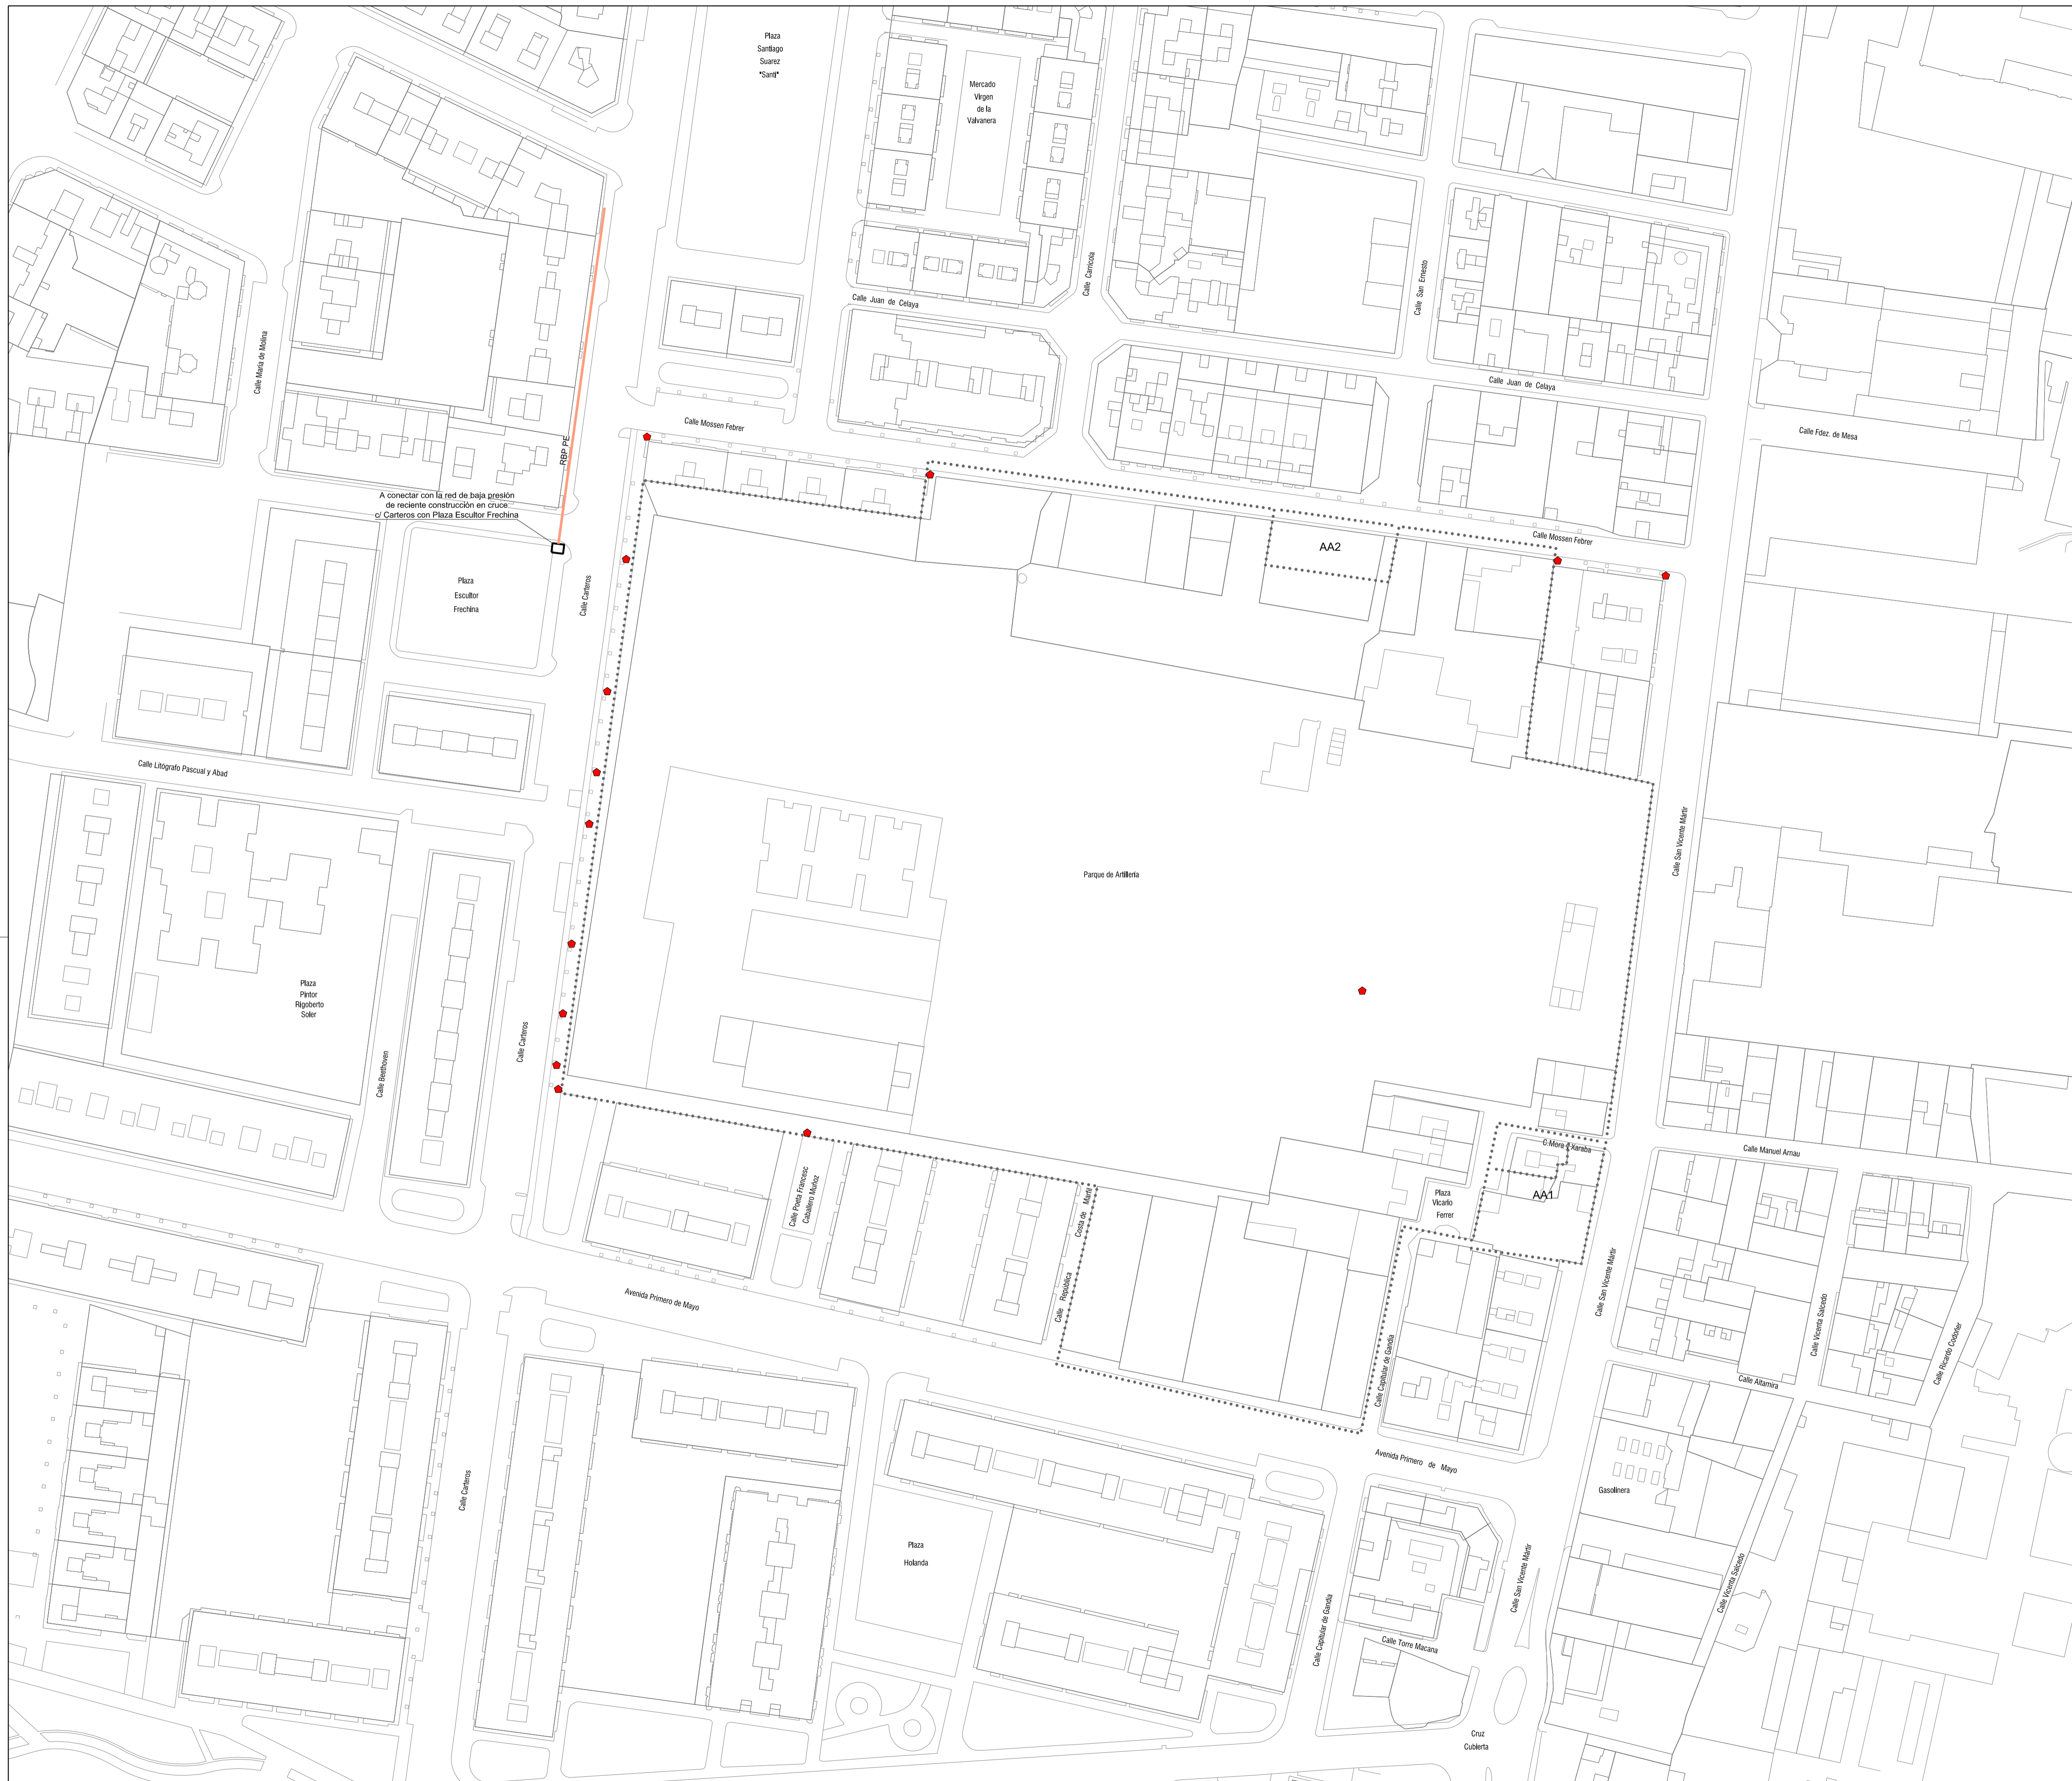 Plaza
Santiago
Suarez
"Santi"
Mercado
Virgen
de la
Valvanera
Calle Carricola
Calle San Ernesto
Calle Juan de Celaya
Calle María de Molina
Calle Juan de Celaya
Calle Mossen Febrer
Calle Fdez. de Mesa
RBP PE
A conectar con la red de baja presión
de reciente construcción en cruce
c/ Carteros con Plaza Escultor Frechina
Calle Mossen Febrer
AA2
Plaza
Escultor
Frechina
Calle Carteros
Calle Litógrafo Pascual y Abad
Calle San Vicente Mártir
Parque de Artillería
Plaza
Pintor
Rigoberto
Soler
Calle Beethoven
Calle Carteros
Calle Manuel Arnau
Plaza
Vicario
Ferrer
AA1
Calle Poeta Francesc
Caballero Muñoz
Calle República
Costa de Marfil
Calle San Vicente Mártir
Avenida Primero de Mayo
Calle Capitular de Gandia
Calle Vicenta Salcedo
Calle Ricardo Codoñer
Calle Altamira
Avenida Primero de Mayo
Gasolinera
Calle Carteros
Plaza
Holanda
Calle San Vicente Mártir
Calle Vicenta Salcedo
Calle Capitular de Gandia
Calle Torre Macana
Cruz
Cubierta